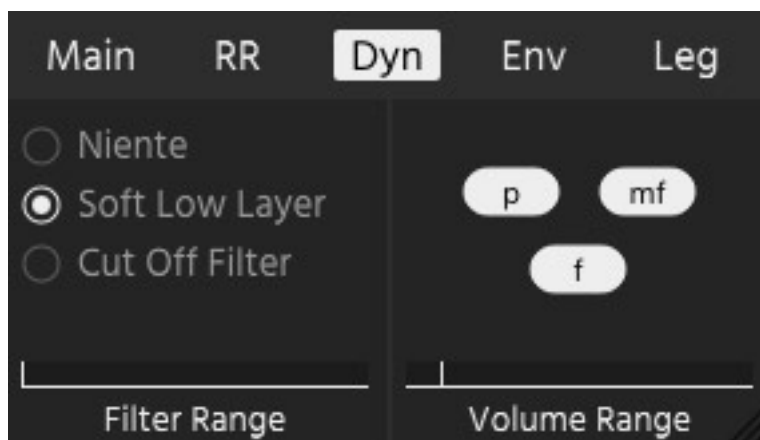 Main RR Dyn Env Leg
Niente
Soft Low Layer
Cut Off Filter
p mf
f
Filter Range
Volume Range